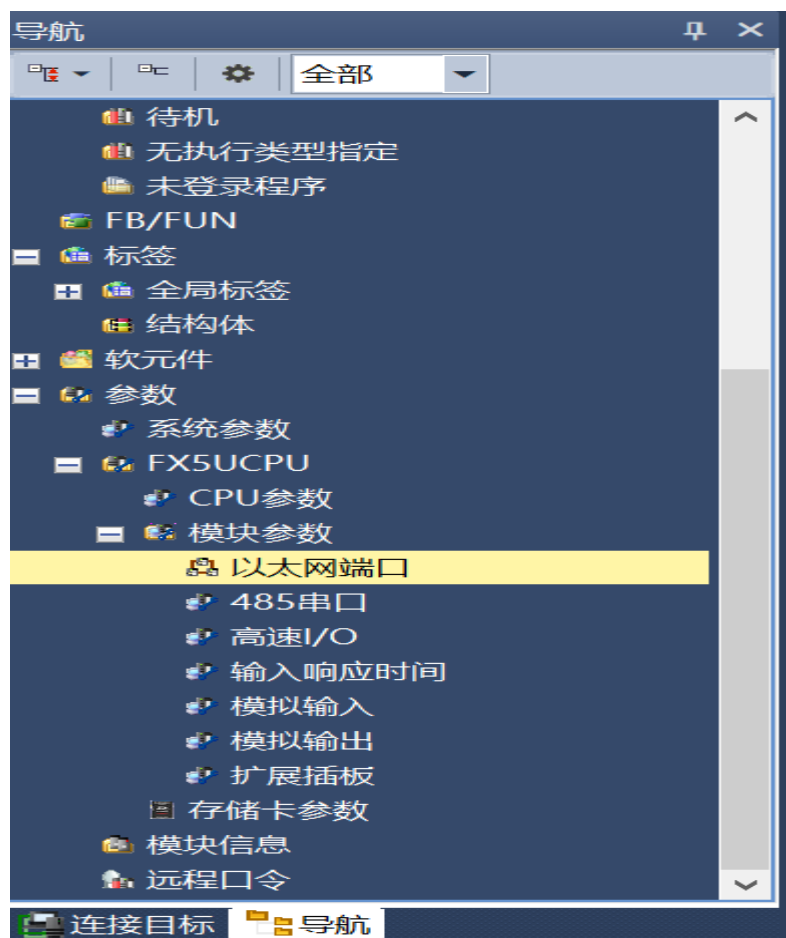 导航
全部
待机
无执行类型指定
未登录程序
FB/FUN
标签
全局标签
结构体
软元件
参数
系统参数
FX5UCPU
CPU参数
模块参数
以太网端口
485串口
高速I/O
输入响应时间
模拟输入
模拟输出
扩展插板
存储卡参数
模块信息
远程口令
连接目标 导航